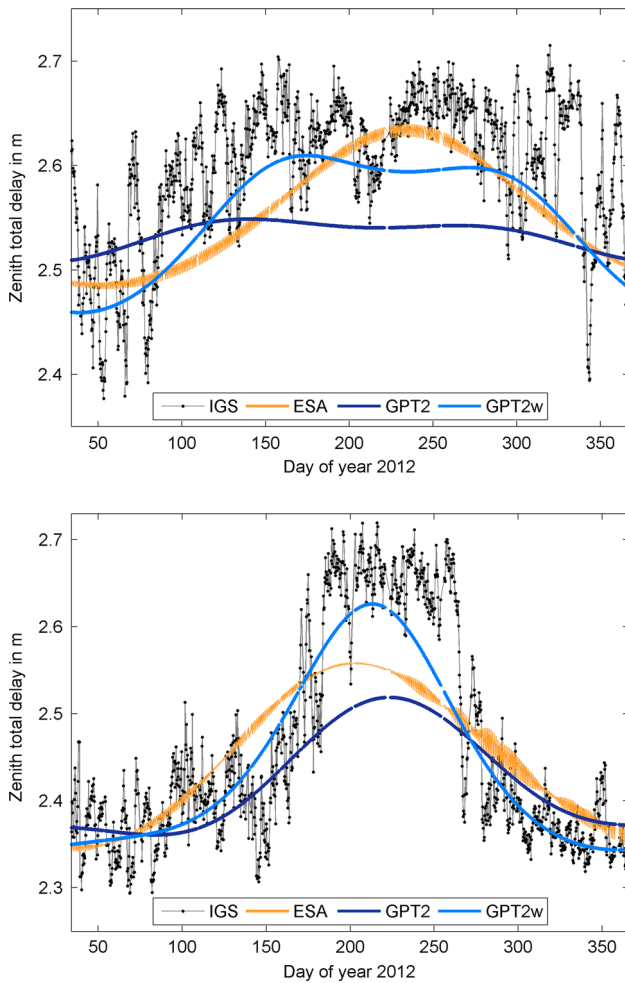 Zenith total delay in m
2.7
2.6
2.5
2.4
IGS ESA GPT2 GPT2w
50 100 150 200 250 300 350
Day of year 2012
Zenith total delay in m
2.7
2.6
2.5
2.4
2.3
IGS ESA GPT2 GPT2w
50 100 150 200 250 300 350
Day of year 2012